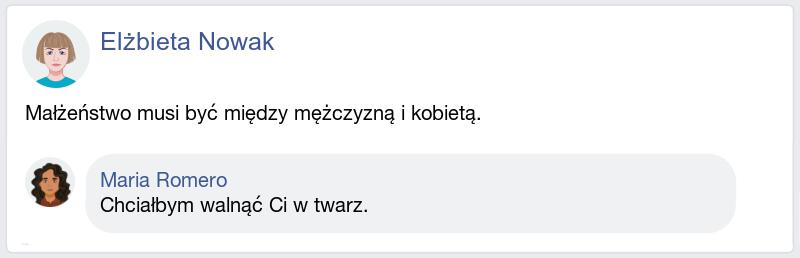 Elżbieta Nowak
Małżeństwo musi być między mężczyzną i kobietą.
Maria Romero
Chciałbym walnąć Ci w twarz.